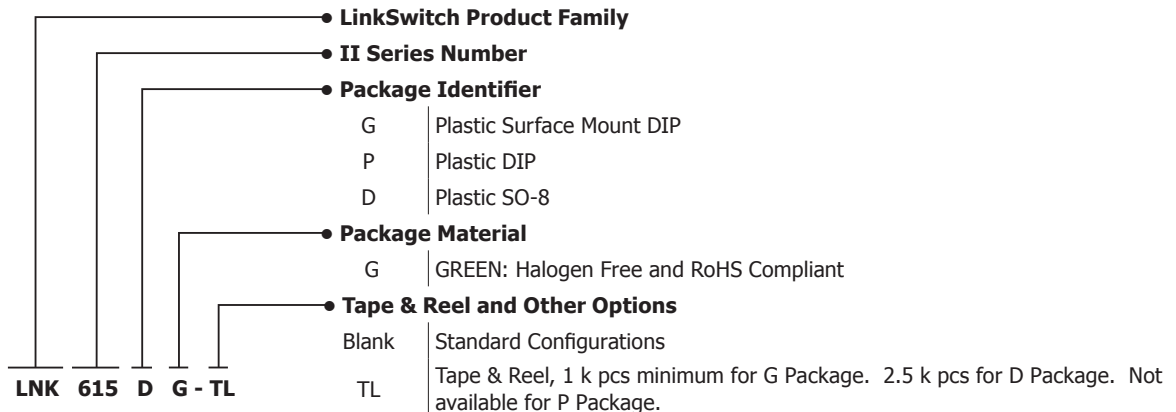 LinkSwitch Product Family
II Series Number
Package Identifier
G Plastic Surface Mount DIP
P Plastic DIP
D Plastic SO-8
Package Material
G GREEN: Halogen Free and RoHS Compliant
Tape & Reel and Other Options
Blank Standard Configurations
TL Tape & Reel, 1 k pcs minimum for G Package. 2.5 k pcs for D Package. Not
available for P Package.
LNK 615 D G - TL